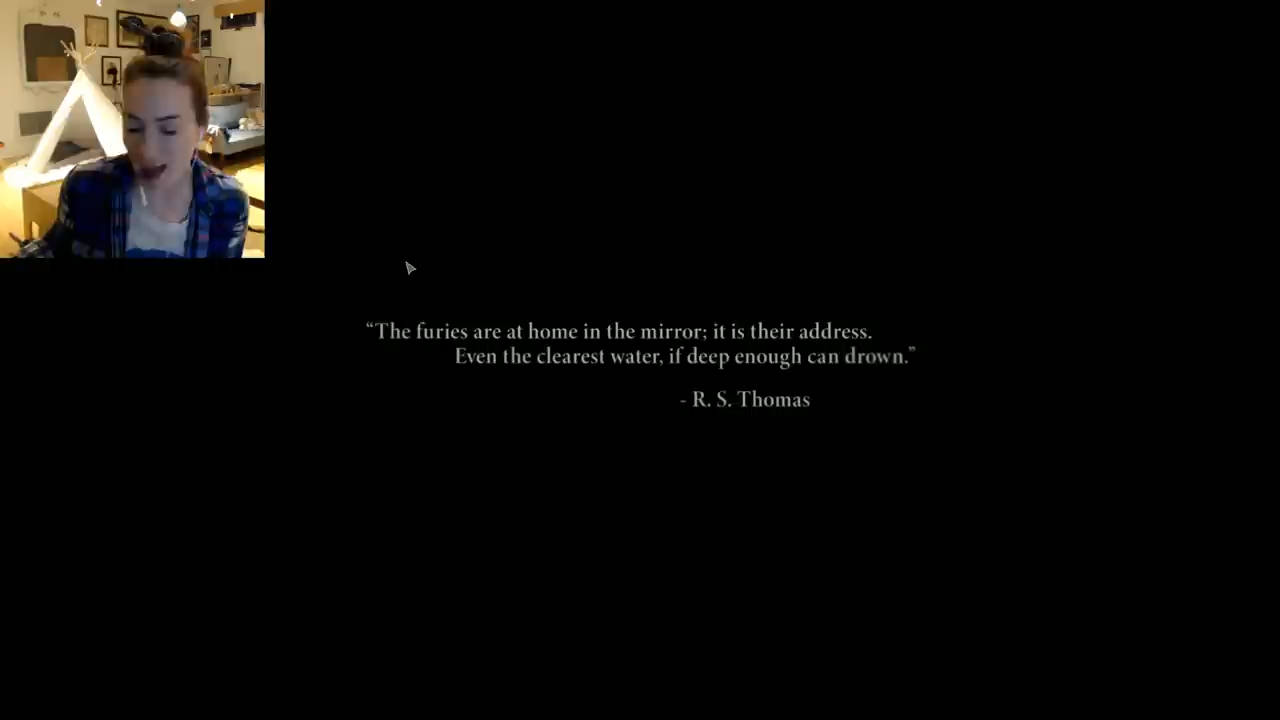 “The furies are at home in the mirror; it is their address.
Even the clearest water, if deep enough can drown.”
- R. S. Thomas